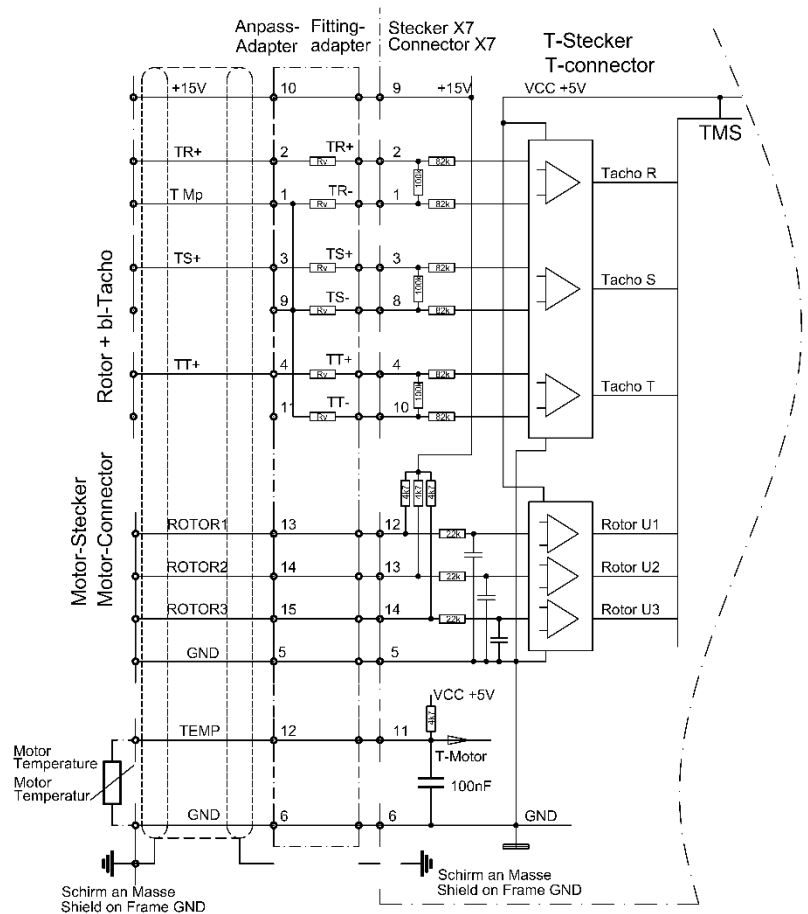 Anpass-
Adapter
Fitting-
adapter
Stecker X7
Connector X7
T-Stecker
T-connector
+15V
10
9
+15V
VCC +5V
TMS
TR+
2
TR+
Rv
2
82k
100k
Tacho R
T Mp
1
TR-
Rv
1
82k
TS+
3
TS+
Rv
3
82k
100k
Tacho S
9
TS-
Rv
8
82k
TT+
4
TT+
Rv
4
82k
100k
Tacho T
11
TT-
Rv
10
82k
Rotor + bl-Tacho
Motor-Stecker
Motor-Connector
4k7
4k7
4k7
ROTOR1
13
12
22k
Rotor U1
ROTOR2
14
13
22k
Rotor U2
ROTOR3
15
14
22k
Rotor U3
GND
5
5
VCC +5V
4k7
TEMP
12
11
T-Motor
Motor
Temperature
Motor
Temperatur
100nF
GND
6
6
GND
Schirm an Masse
Shield on Frame GND
Schirm an Masse
Shield on Frame GND